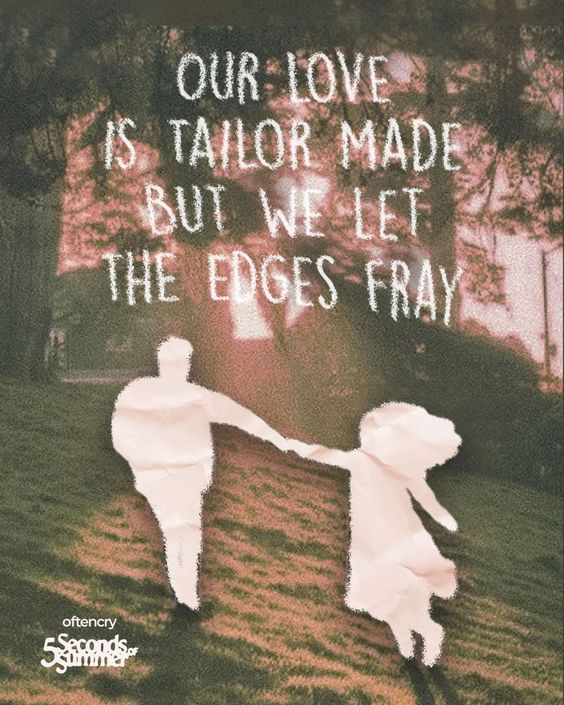 OUR LOVE
IS TAILOR MADE
BUT WE LET
THE EDGES FRAY
oftencry
5 Seconds of
Summer